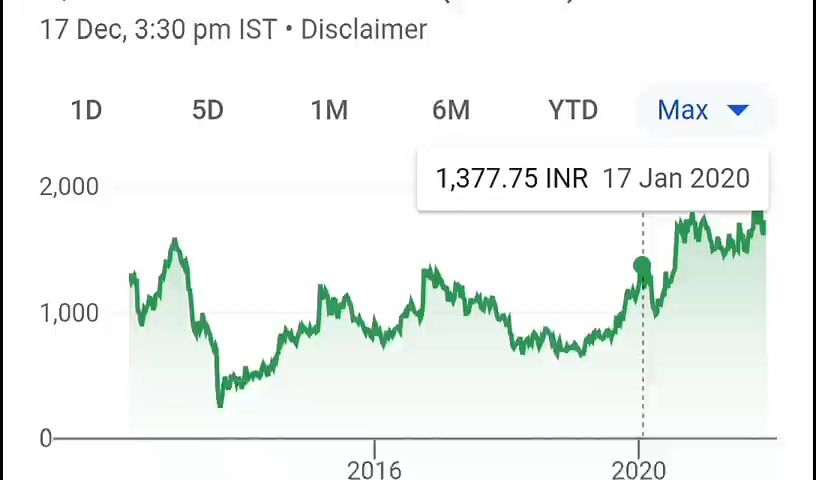 17 Dec, 3:30 pm IST • Disclaimer
1D 5D 1M 6M YTD Max
1,377.75 INR 17 Jan 2020
2,000
1,000
0
2016 2020